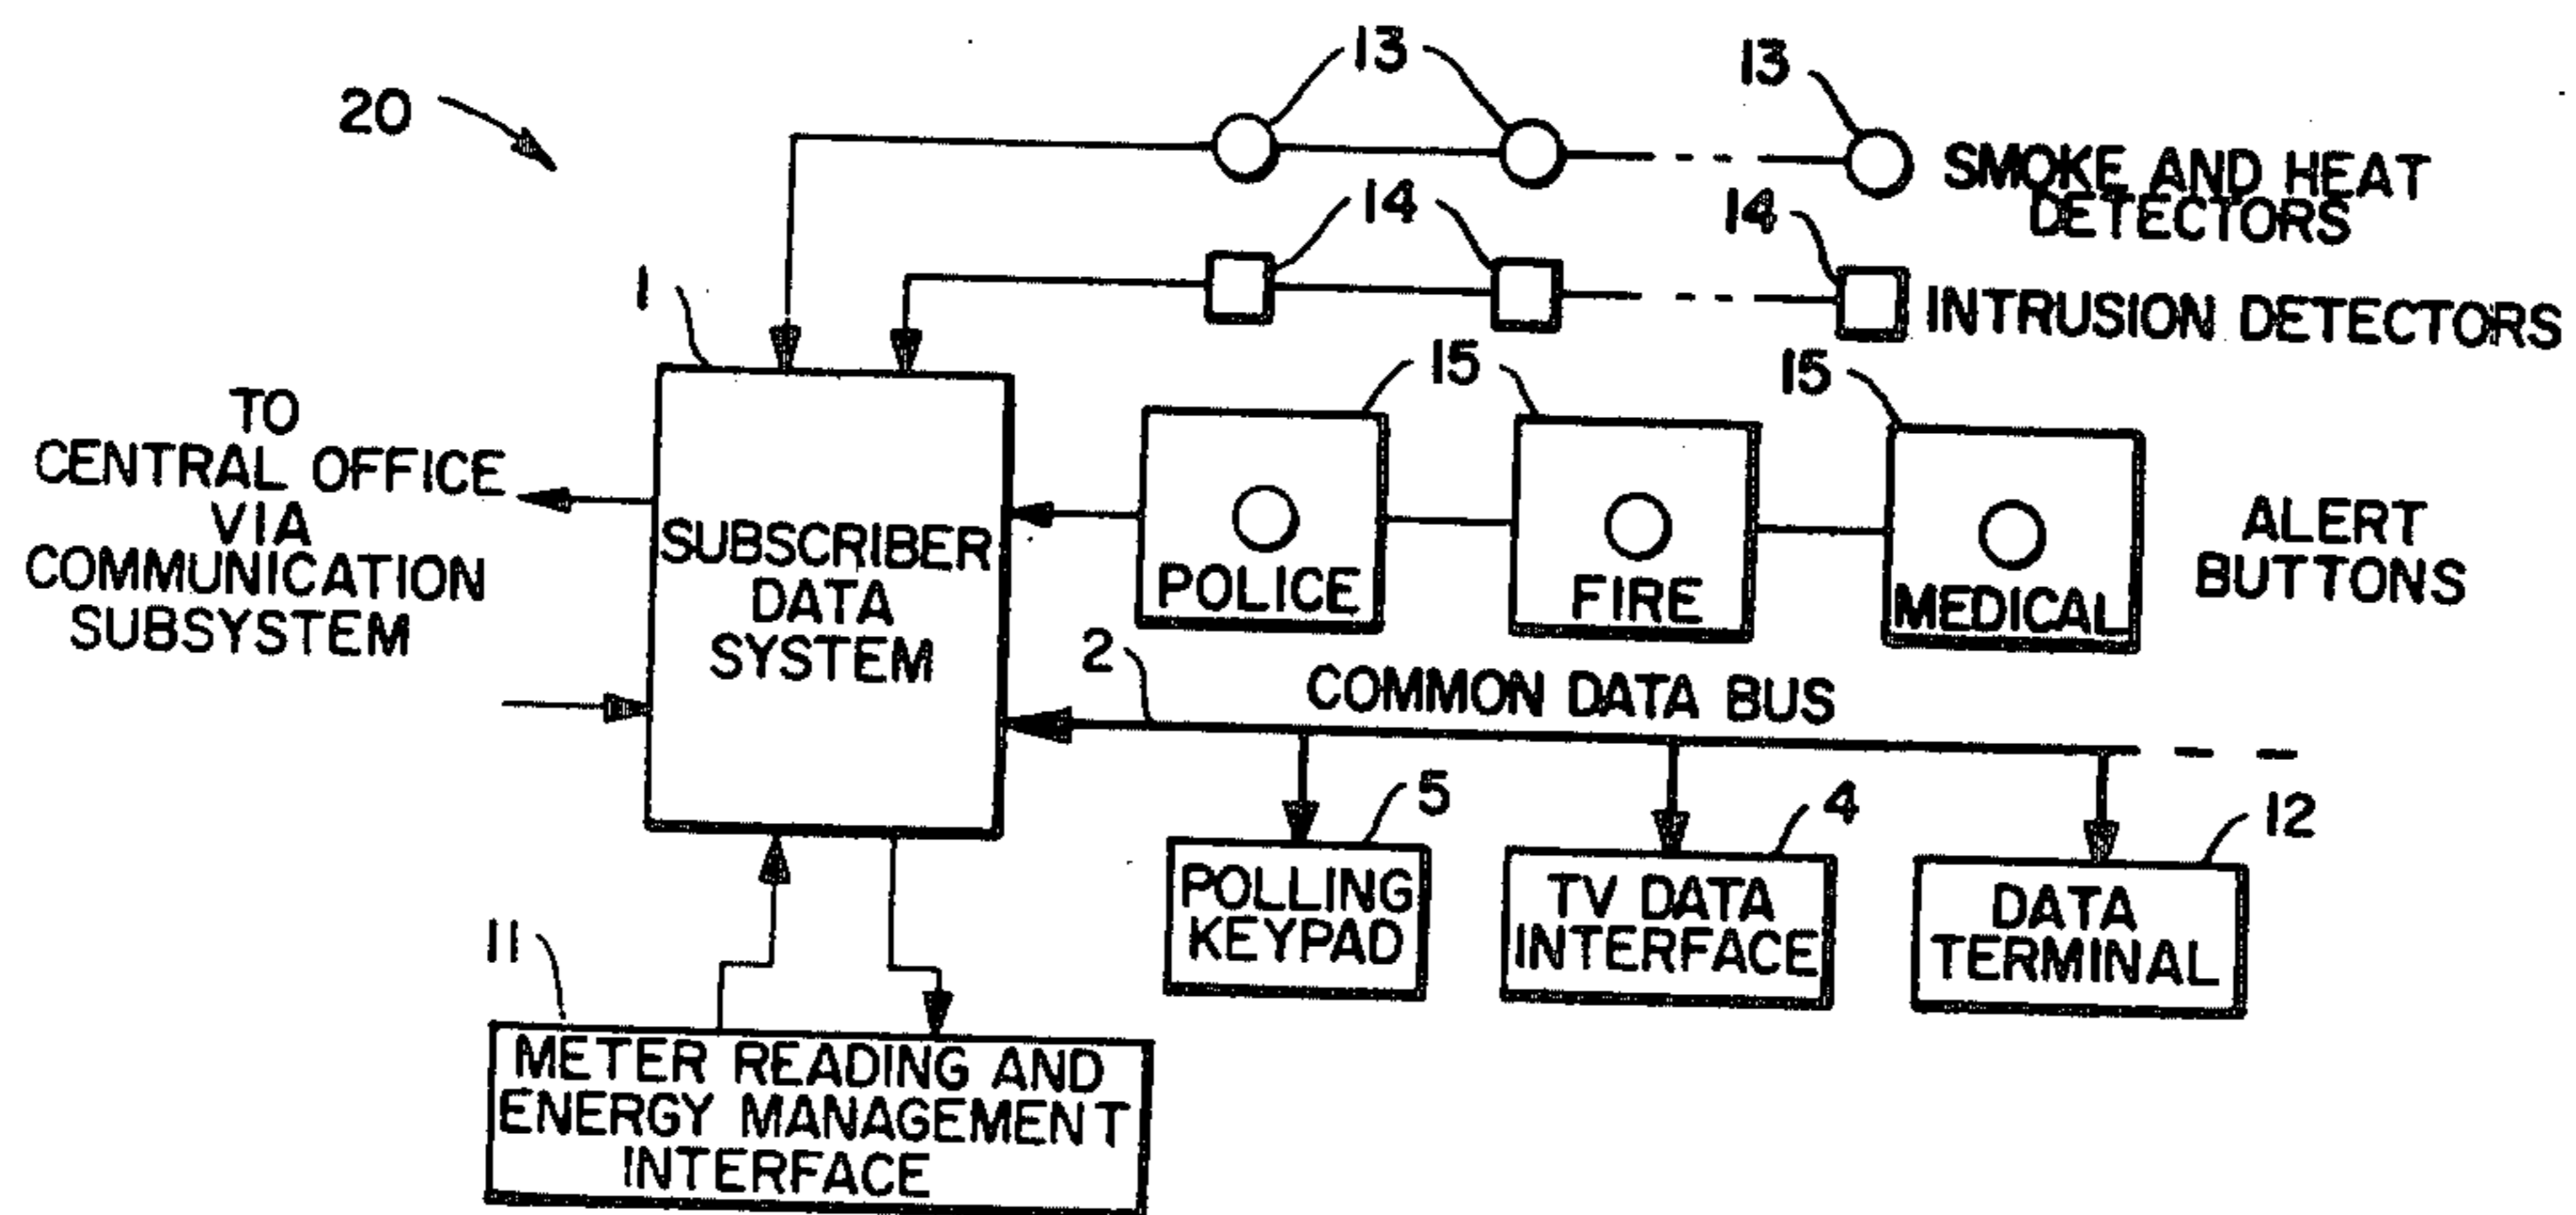 13
13
20
SMOKE AND HEAT
DETECTORS
14
14
1
INTRUSION DETECTORS
15
15
TO
CENTRAL OFFICE
VIA
COMMUNICATION
SUBSYSTEM
SUBSCRIBER
DATA
SYSTEM
POLICE
FIRE
MEDICAL
ALERT
BUTTONS
2
COMMON DATA BUS
5
4
12
POLLING
KEYPAD
TV DATA
INTERFACE
DATA
TERMINAL
11
METER READING AND
ENERGY MANAGEMENT
INTERFACE